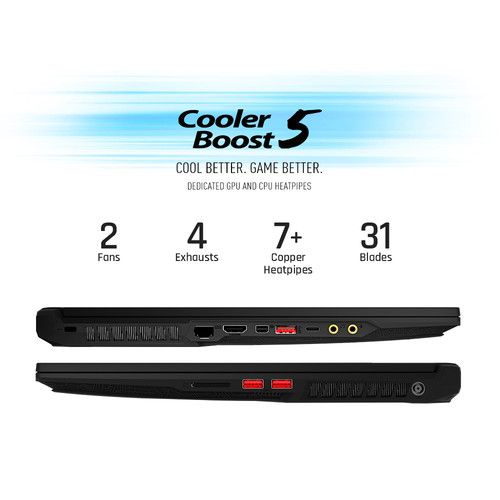 Cooler
Boost 5
COOL BETTER. GAME BETTER.
DEDICATED GPU AND CPU HEATPIPES
2
Fans
4
Exhausts
7+
Copper
Heatpipes
31
Blades